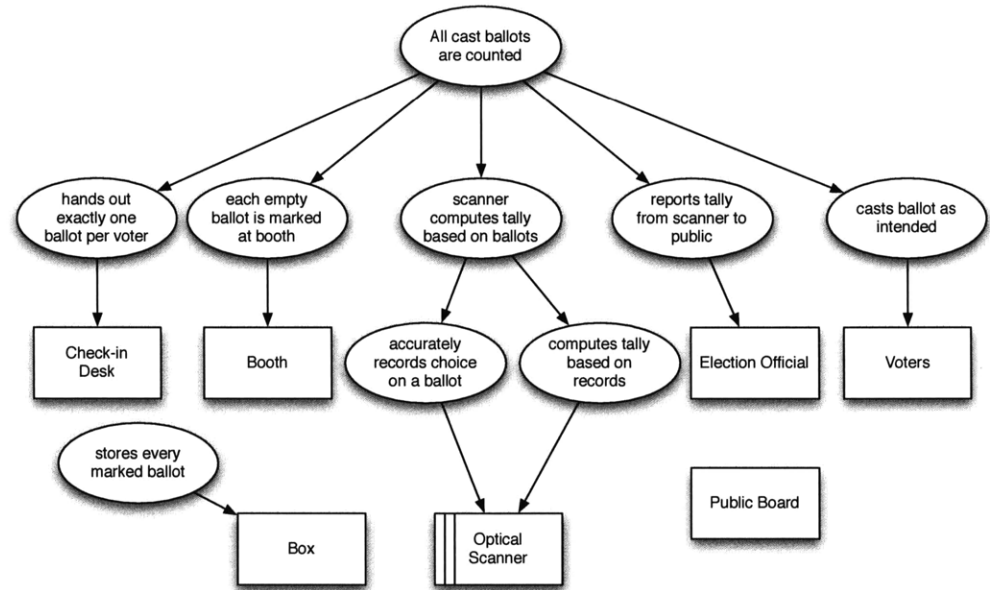 All cast ballots
are counted
hands out
exactly one
ballot per voter
each empty
ballot is marked
at booth
scanner
computes tally
based on ballots
reports tally
from scanner to
public
casts ballot as
intended
Check-in
Desk
Booth
accurately
records choice
on a ballot
computes tally
based on
records
Election Official
Voters
stores every
marked ballot
Box
Optical
Scanner
Public Board